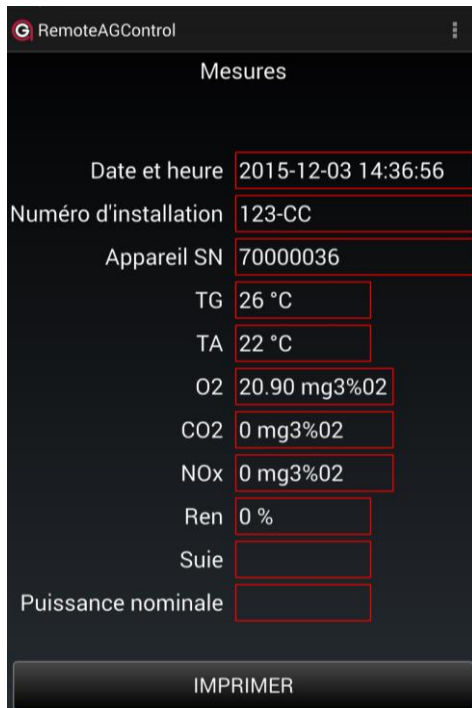 RemoteAGControl
Mesures
Date et heure 2015-12-03 14:36:56
Numéro d'installation 123-CC
Appareil SN 70000036
TG 26 °C
TA 22 °C
O2 20.90 mg3%02
CO2 0 mg3%02
NOx 0 mg3%02
Ren 0 %
Suie
Puissance nominale
IMPRIMER